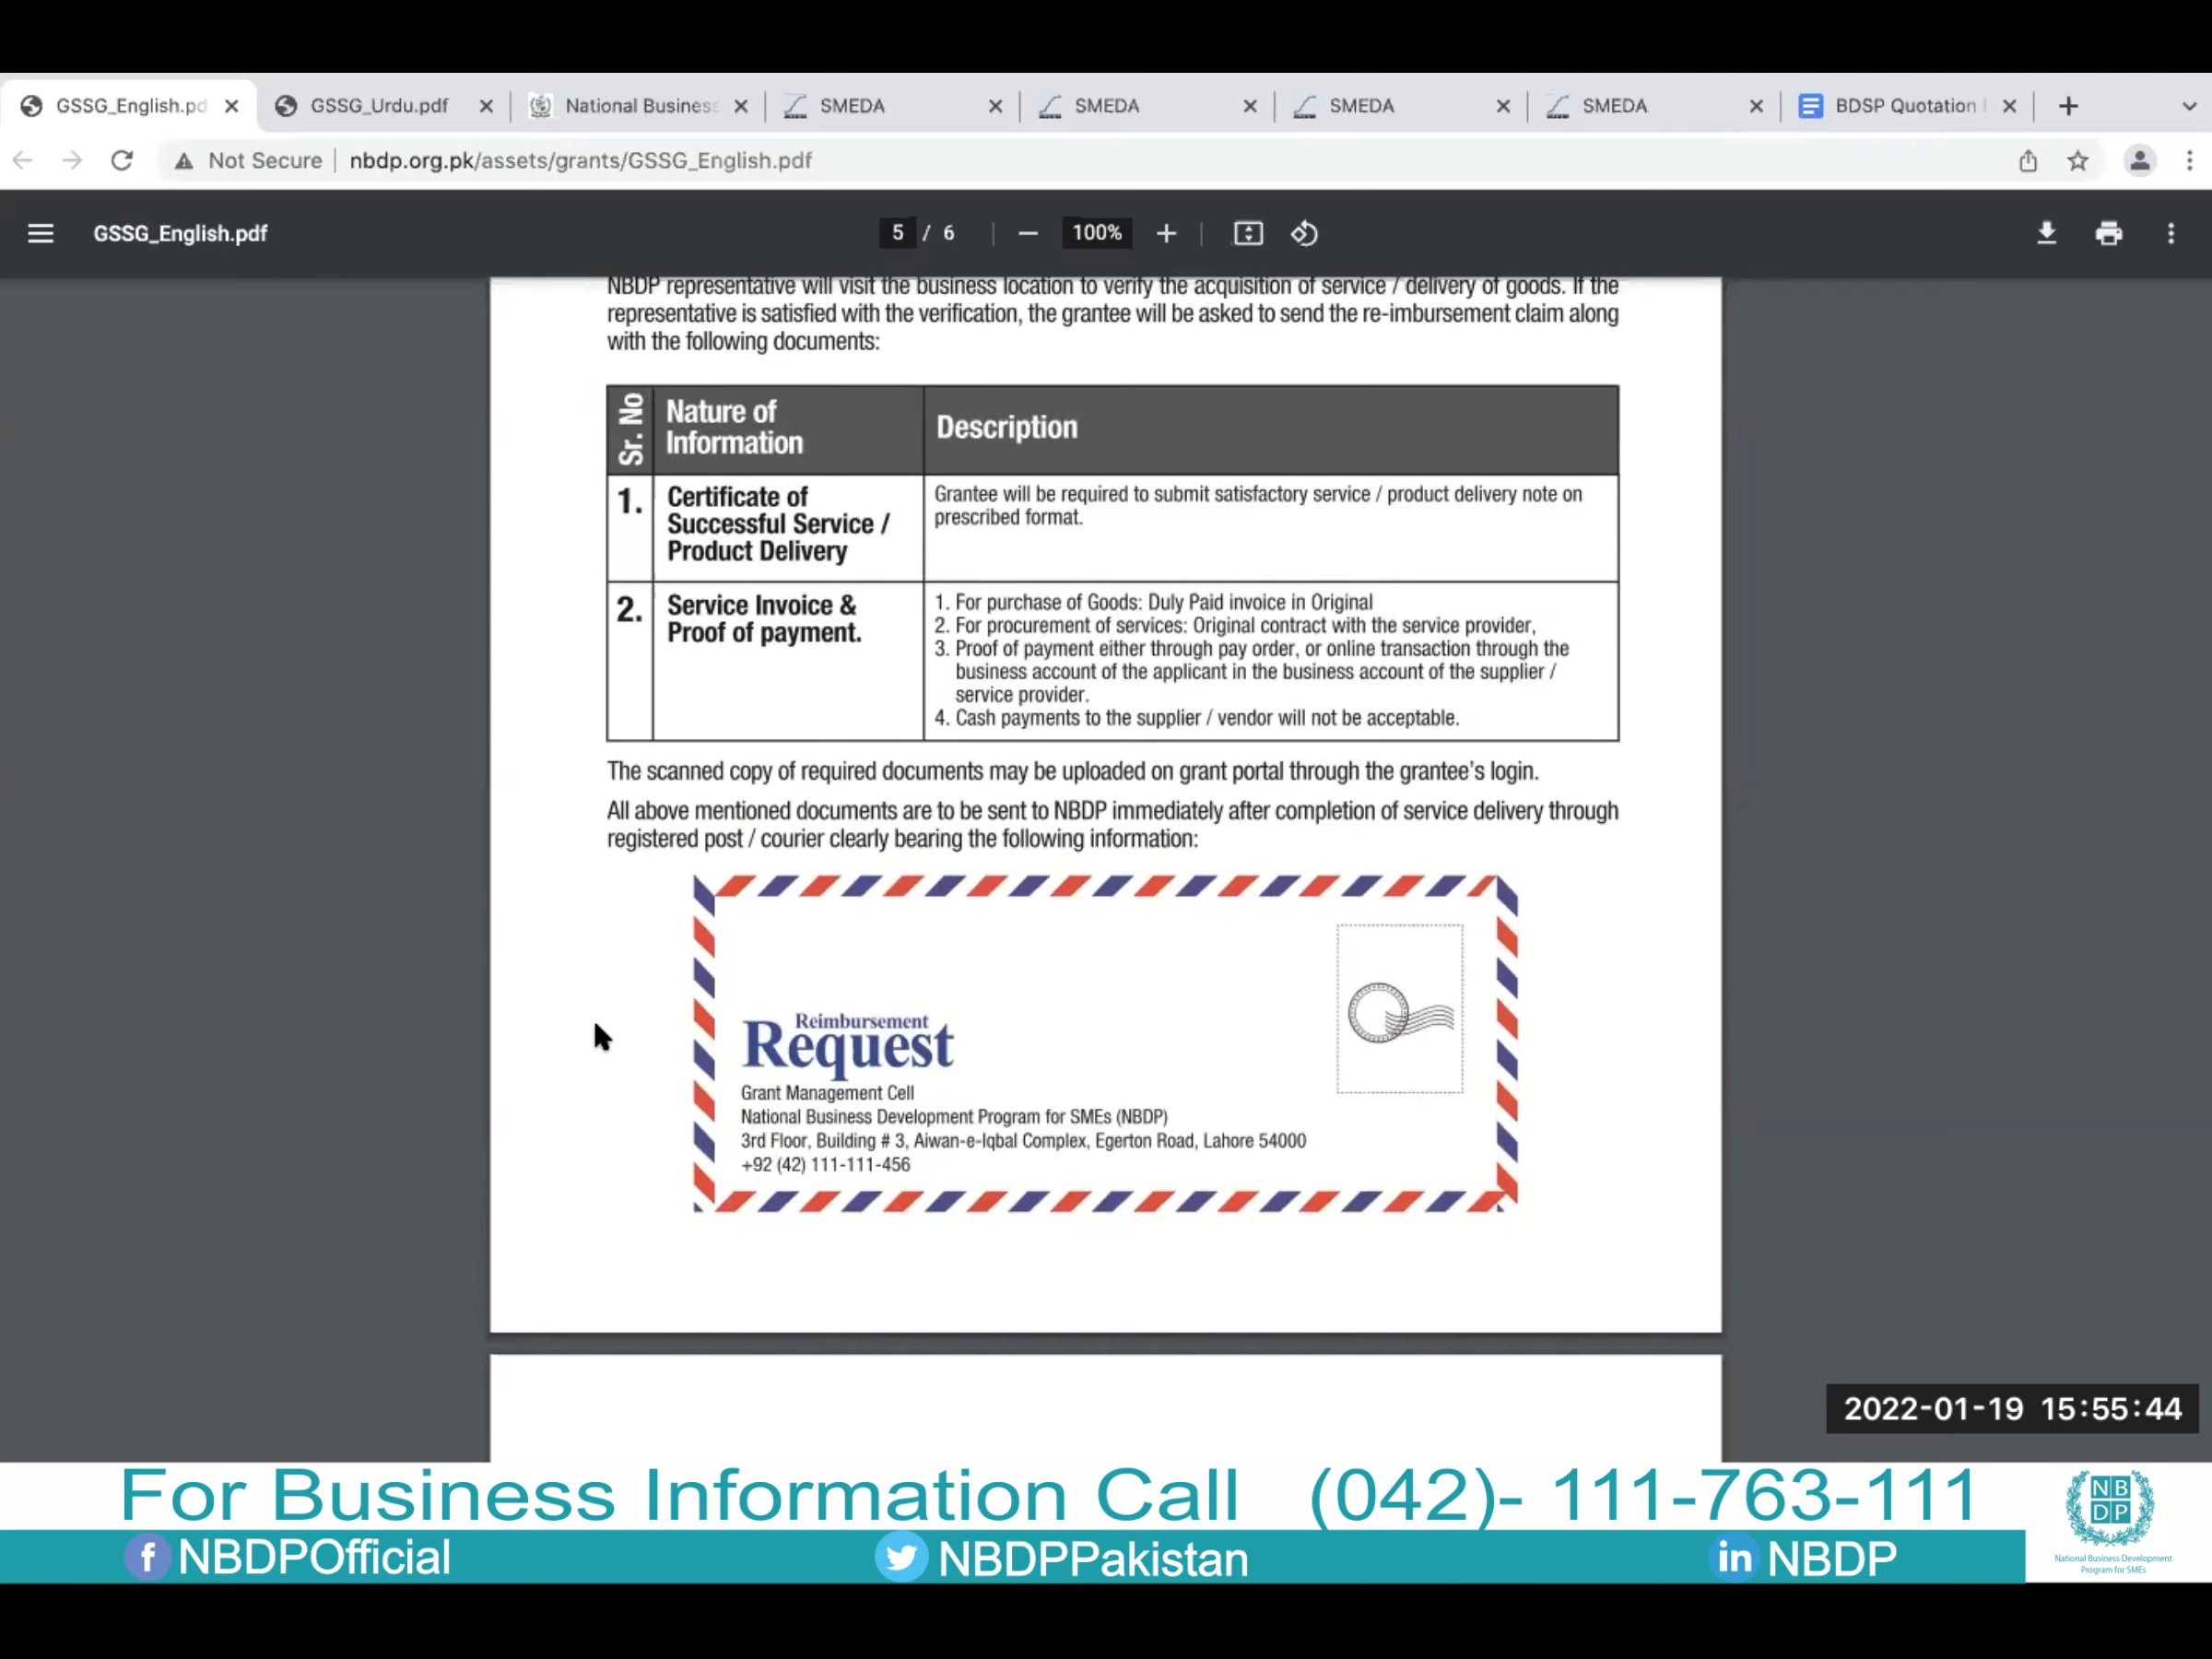 GSSG_English.pd
GSSG_Urdu.pdf
National Business
SMEDA
SMEDA
SMEDA
SMEDA
BDSP Quotation
Not Secure
nbdp.org.pk/assets/grants/GSSG_English.pdf
GSSG_English.pdf
5 / 6
100%
NBDP representative will visit the business location to verify the acquisition of service / delivery of goods. If the
representative is satisfied with the verification, the grantee will be asked to send the re-imbursement claim along
with the following documents:
Sr. No
Nature of
Information
Description
1.
Certificate of
Successful Service /
Product Delivery
Grantee will be required to submit satisfactory service / product delivery note on
prescribed format.
2.
Service Invoice &
Proof of payment.
1. For purchase of Goods: Duly Paid invoice in Original
2. For procurement of services: Original contract with the service provider,
3. Proof of payment either through pay order, or online transaction through the
business account of the applicant in the business account of the supplier /
service provider.
4. Cash payments to the supplier / vendor will not be acceptable.
The scanned copy of required documents may be uploaded on grant portal through the grantee's login.
All above mentioned documents are to be sent to NBDP immediately after completion of service delivery through
registered post / courier clearly bearing the following information:
Reimbursement
Request
Grant Management Cell
National Business Development Program for SMEs (NBDP)
3rd Floor, Building # 3, Aiwan-e-Iqbal Complex, Egerton Road, Lahore 54000
+92 (42) 111-111-456
2022-01-19 15:55:44
For Business Information Call (042)- 111-763-111
NBDPOfficial
NBDPPakistan
in NBDP
NB
DP
National Business Development
Program for SMEs